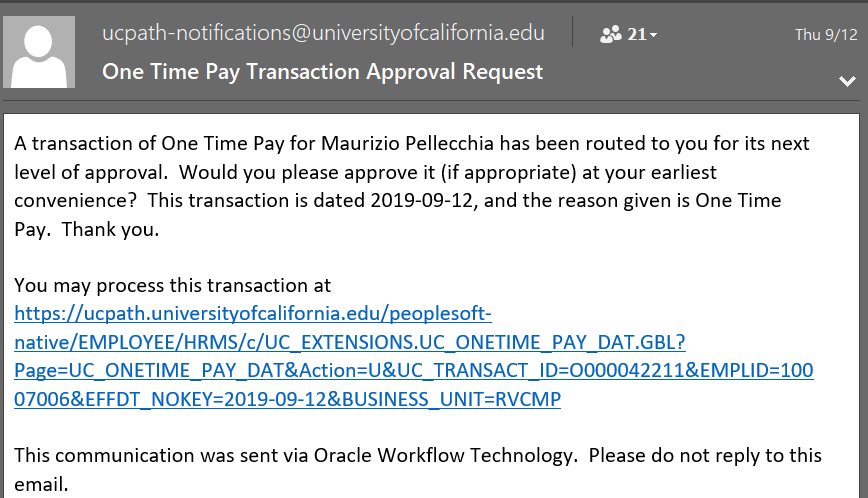 ucpath-notifications@universityofcalifornia.edu
21
Thu 9/12
One Time Pay Transaction Approval Request
A transaction of One Time Pay for Maurizio Pellecchia has been routed to you for its next
level of approval.  Would you please approve it (if appropriate) at your earliest
convenience?  This transaction is dated 2019-09-12, and the reason given is One Time
Pay.  Thank you.
You may process this transaction at
https://ucpath.universityofcalifornia.edu/peoplesoft-
native/EMPLOYEE/HRMS/c/UC_EXTENSIONS.UC_ONETIME_PAY_DAT.GBL?
Page=UC_ONETIME_PAY_DAT&Action=U&UC_TRANSACT_ID=O000042211&EMPLID=100
07006&EFFDT_NOKEY=2019-09-12&BUSINESS_UNIT=RVCMP
This communication was sent via Oracle Workflow Technology.  Please do not reply to this
email.